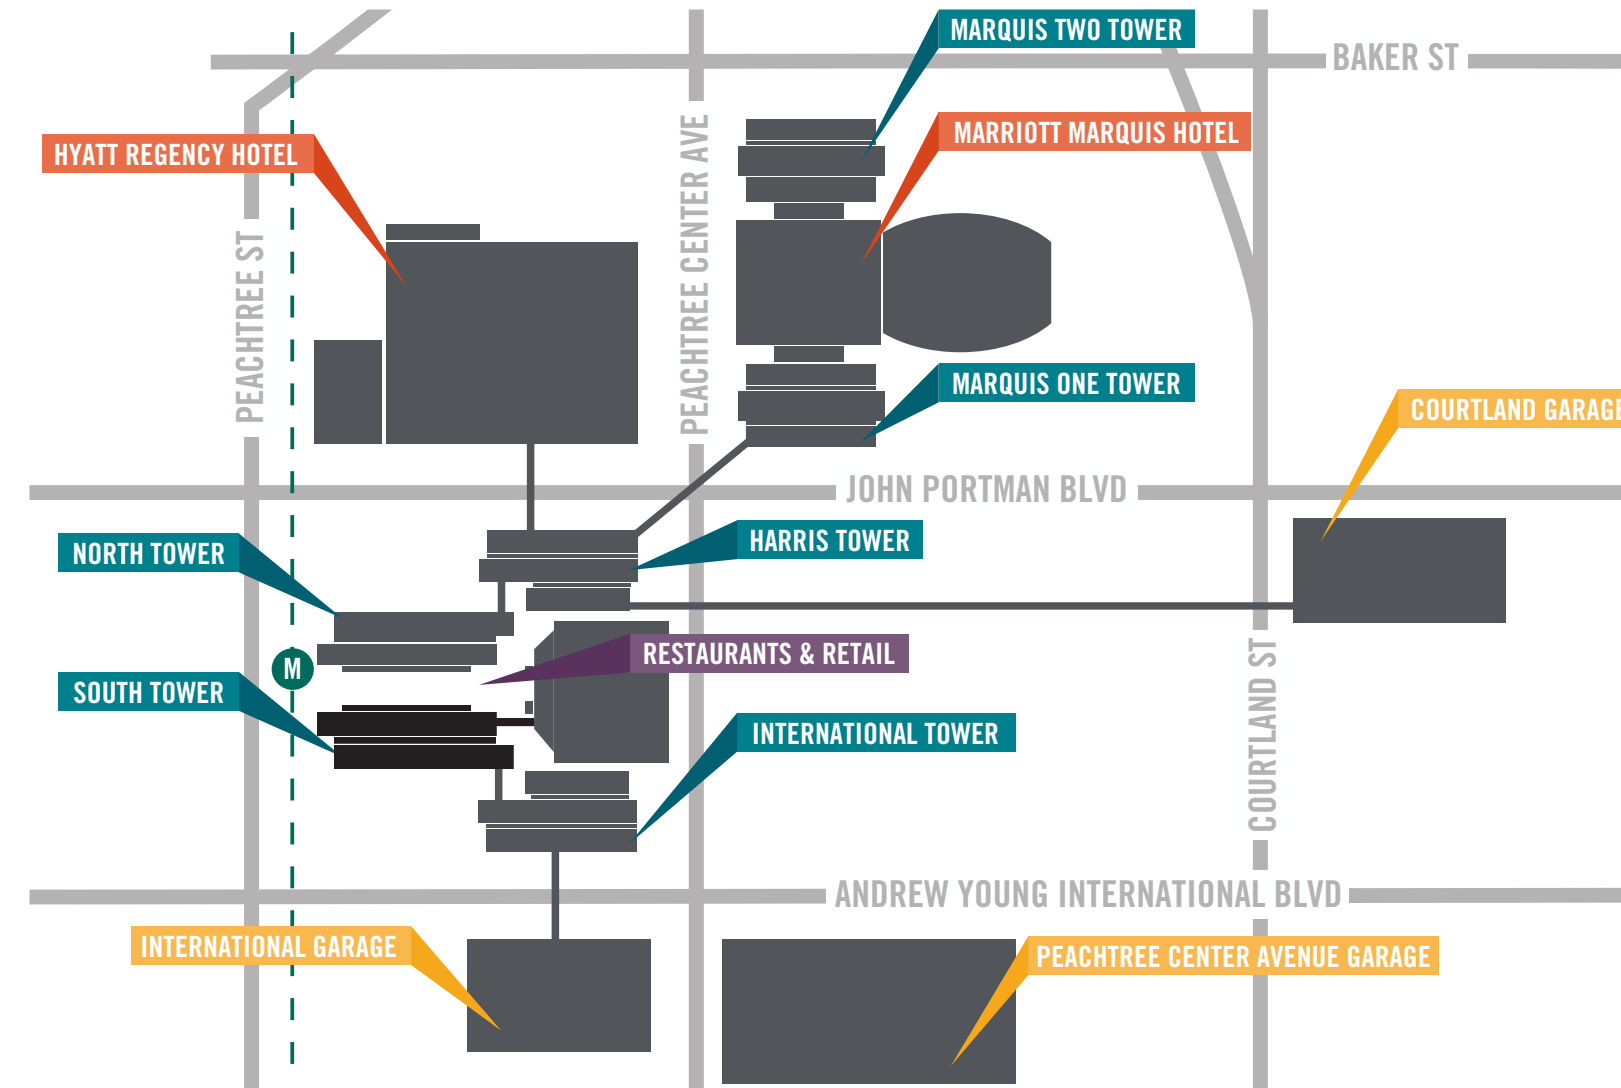 MARQUIS TWO TOWER
BAKER ST
MARRIOTT MARQUIS HOTEL
HYATT REGENCY HOTEL
PEACHTREE ST
PEACHTREE CENTER AVE
MARQUIS ONE TOWER
COURTLAND GARAGE
JOHN PORTMAN BLVD
HARRIS TOWER
NORTH TOWER
RESTAURANTS & RETAIL
M
SOUTH TOWER
INTERNATIONAL TOWER
COURTLAND ST
ANDREW YOUNG INTERNATIONAL BLVD
INTERNATIONAL GARAGE
PEACHTREE CENTER AVENUE GARAGE